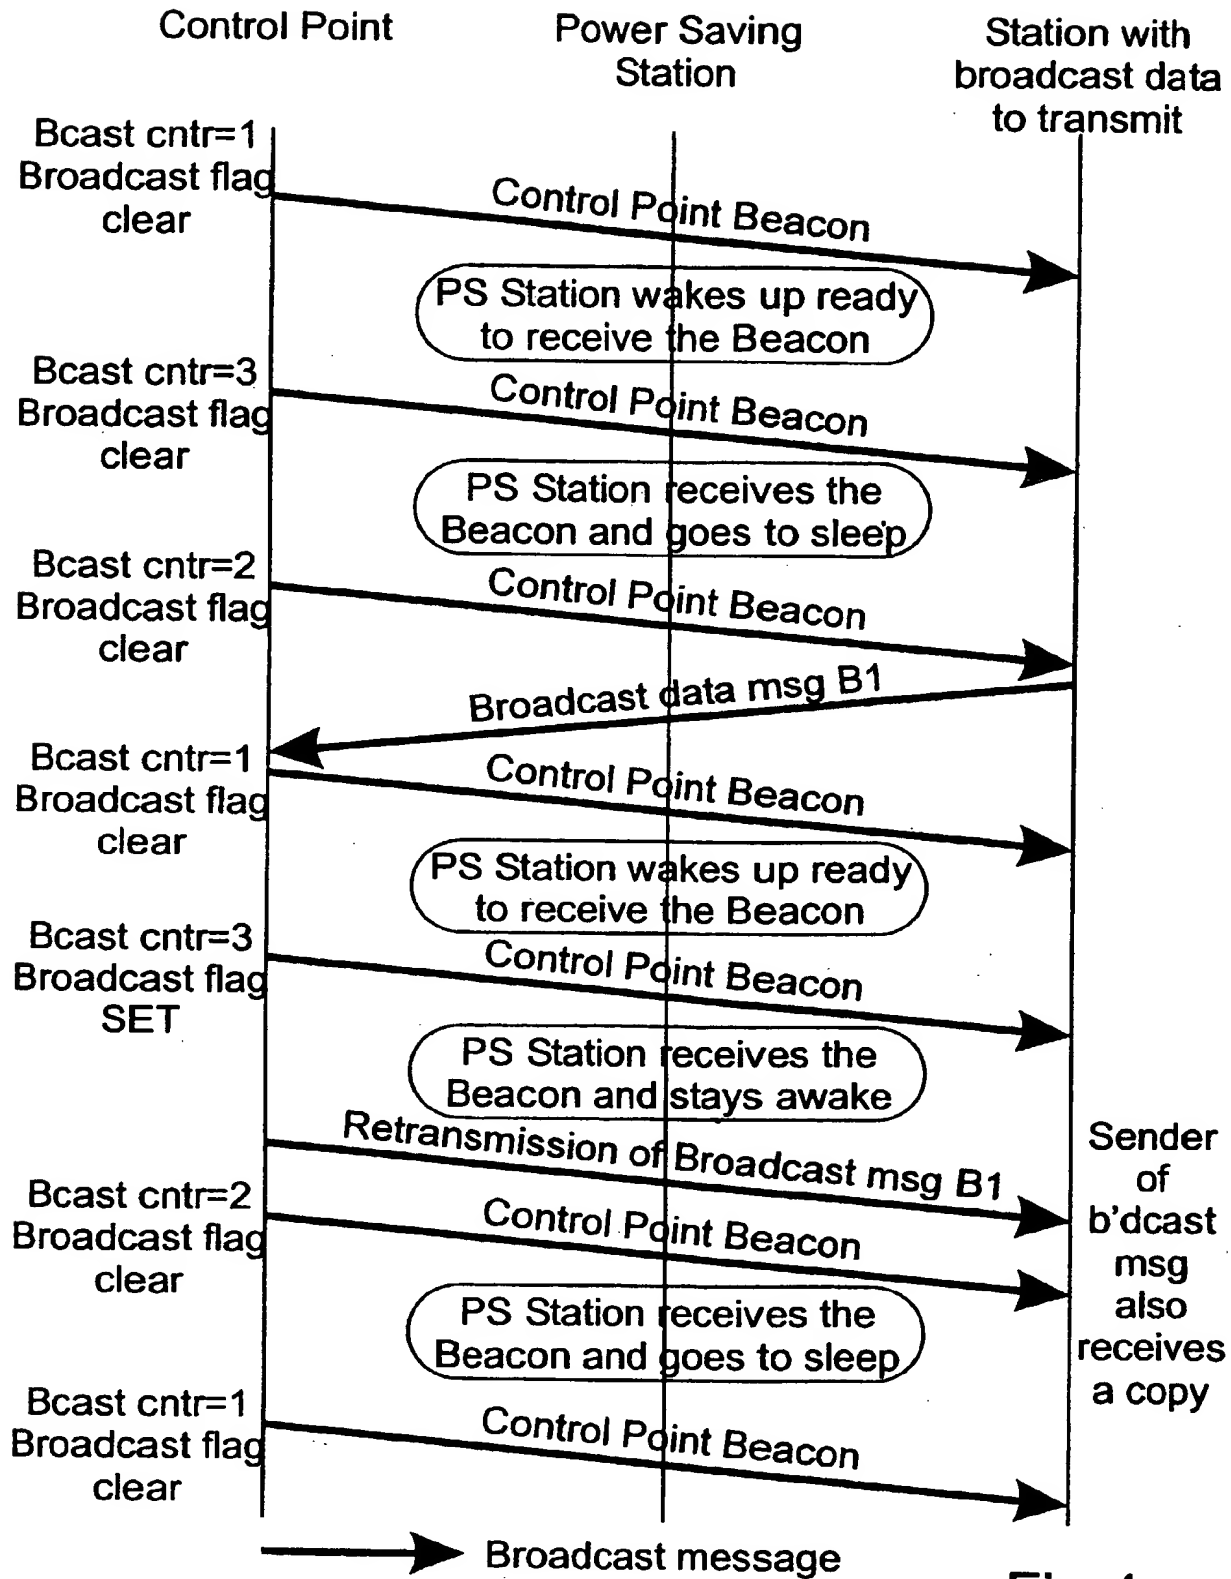 Control Point
Power Saving
Station
Station with
broadcast data
to transmit
Bcast cntr=1
Broadcast flag
clear
Control Point Beacon
PS Station wakes up ready
to receive the Beacon
Bcast cntr=3
Broadcast flag
clear
Control Point Beacon
PS Station receives the
Beacon and goes to sleep
Bcast cntr=2
Broadcast flag
clear
Control Point Beacon
Broadcast data msg B1
Bcast cntr=1
Broadcast flag
clear
Control Point Beacon
PS Station wakes up ready
to receive the Beacon
Bcast cntr=3
Broadcast flag
SET
Control Point Beacon
PS Station receives the
Beacon and stays awake
Retransmission of Broadcast msg B1
Sender
of
b'dcast
msg
also
receives
a copy
Bcast cntr=2
Broadcast flag
clear
Control Point Beacon
PS Station receives the
Beacon and goes to sleep
Bcast cntr=1
Broadcast flag
clear
Control Point Beacon
Broadcast message